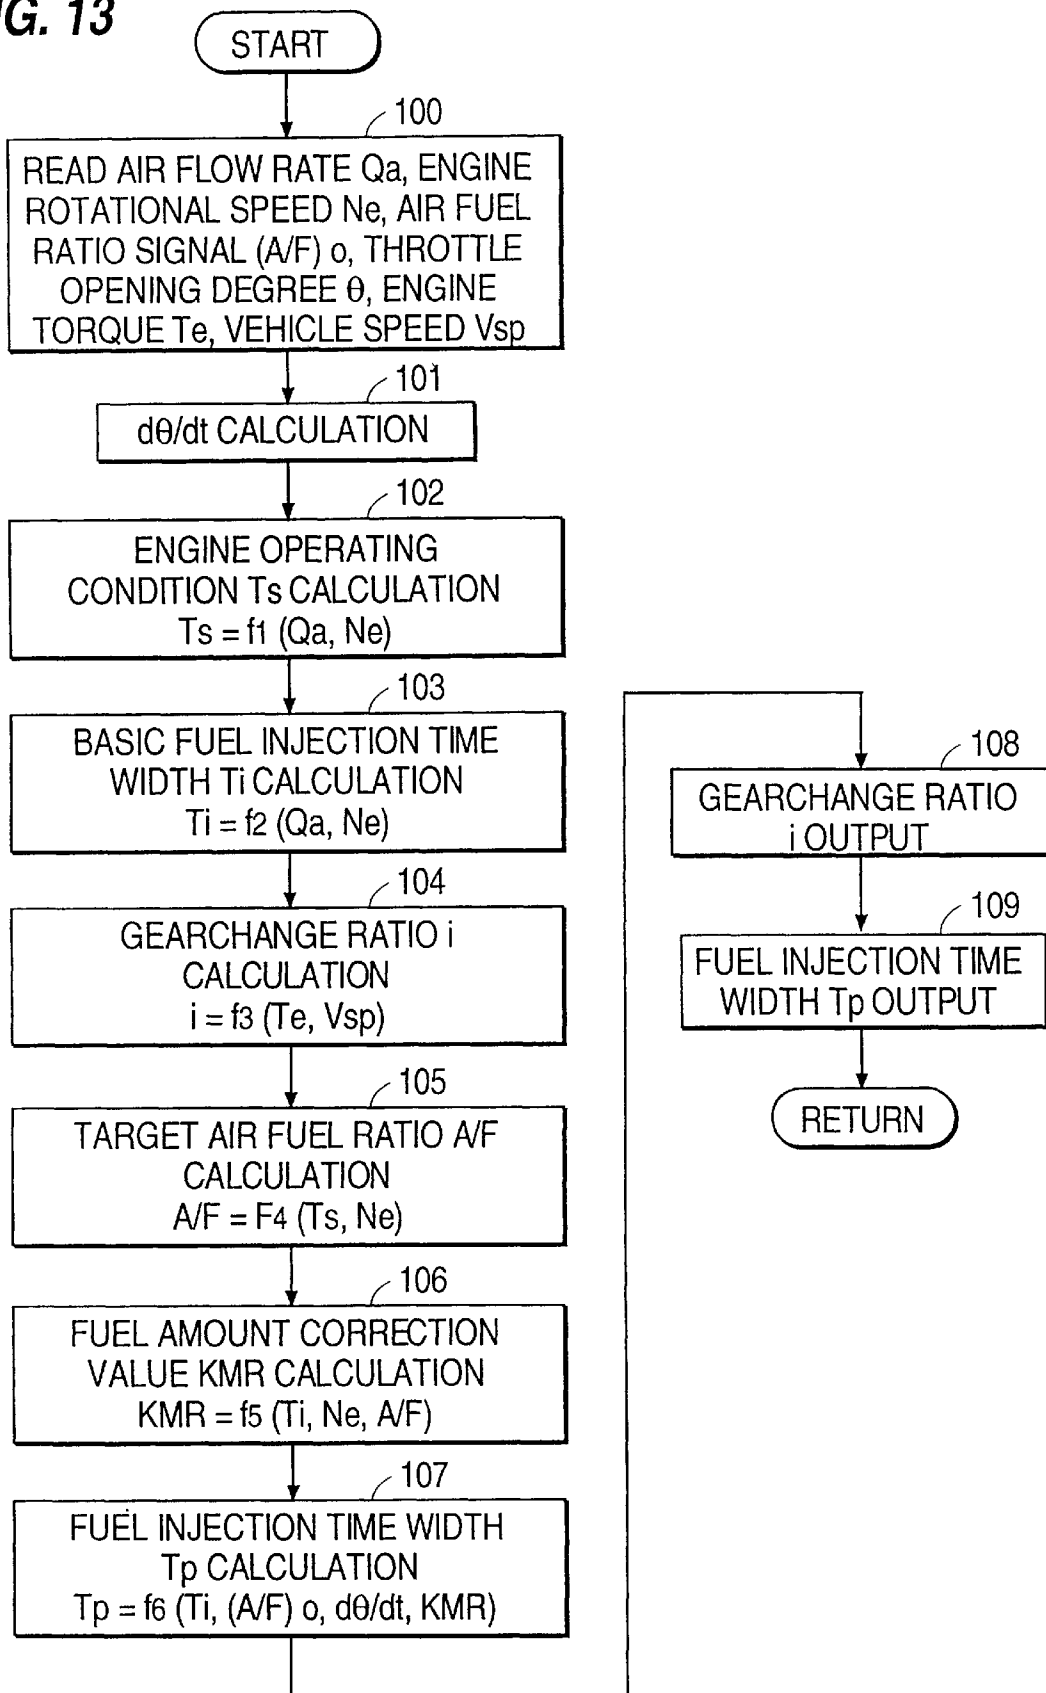 G. 13
START
100
READ AIR FLOW RATE Qa, ENGINE
ROTATIONAL SPEED Ne, AIR FUEL
RATIO SIGNAL (A/F) o, THROTTLE
OPENING DEGREE θ, ENGINE
TORQUE Te, VEHICLE SPEED Vsp
101
dθ/dt CALCULATION
102
ENGINE OPERATING
CONDITION Ts CALCULATION
Ts = f1 (Qa, Ne)
103
BASIC FUEL INJECTION TIME
WIDTH Ti CALCULATION
Ti = f2 (Qa, Ne)
104
GEARCHANGE RATIO i
CALCULATION
i = f3 (Te, Vsp)
105
TARGET AIR FUEL RATIO A/F
CALCULATION
A/F = F4 (Ts, Ne)
106
FUEL AMOUNT CORRECTION
VALUE KMR CALCULATION
KMR = f5 (Ti, Ne, A/F)
107
FUEL INJECTION TIME WIDTH
Tp CALCULATION
Tp = f6 (Ti, (A/F) o, dθ/dt, KMR)
108
GEARCHANGE RATIO
i OUTPUT
109
FUEL INJECTION TIME
WIDTH Tp OUTPUT
RETURN